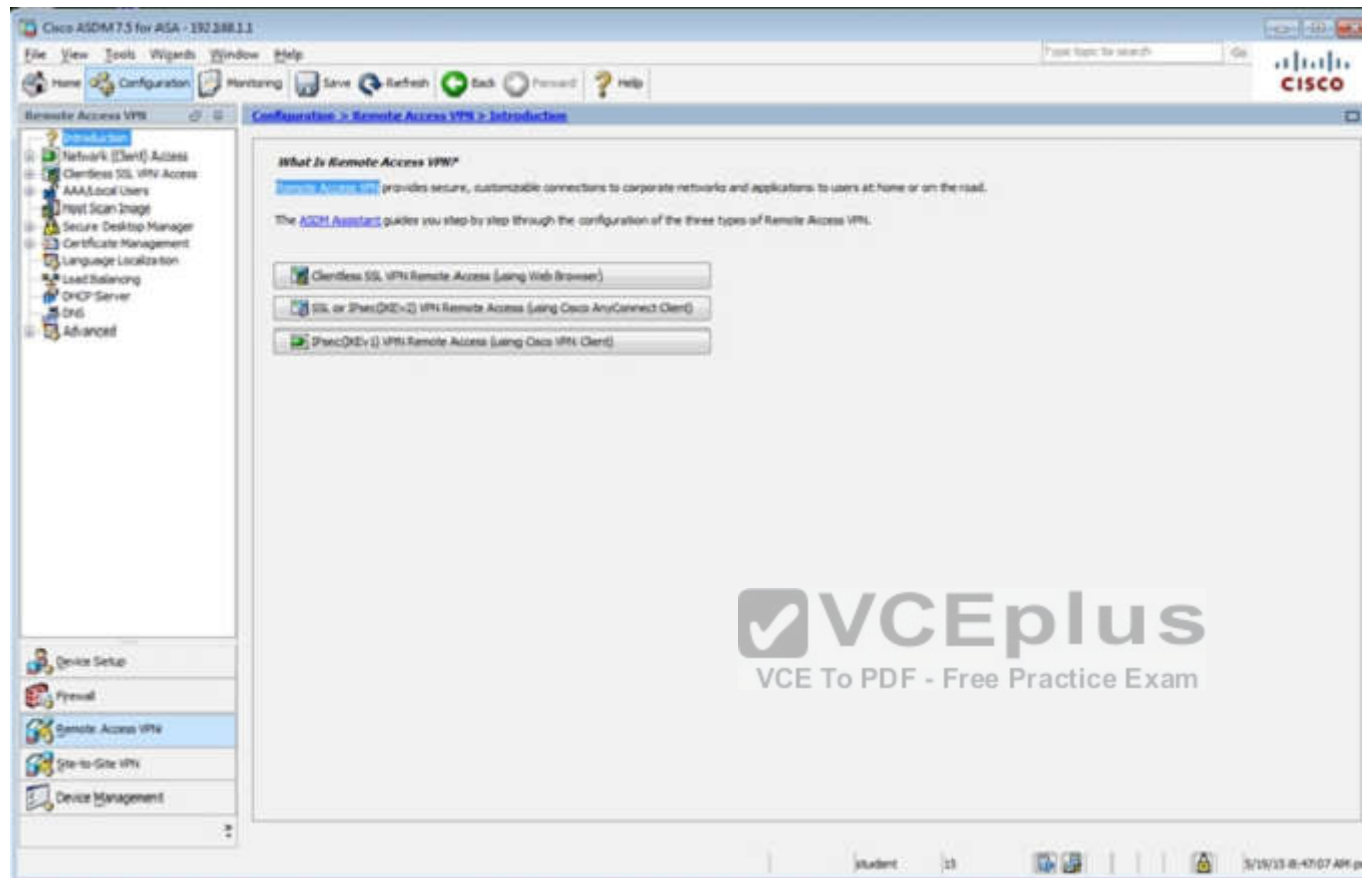 Cisco ASDM 7.5 for ASA - 192.168.1.1
File View Tools Wizards Window Help
Type topic to search Go
Home Configuration Monitoring Save Refresh Back Forward Help
CISCO
Remote Access VPN
Configuration > Remote Access VPN > Introduction
Introduction
Network (Client) Access
Clientless SSL VPN Access
AAA/Local Users
Host Scan Image
Secure Desktop Manager
Certificate Management
Language Localization
Load Balancing
DHCP Server
DNS
Advanced
What Is Remote Access VPN?
Remote Access VPN provides secure, customizable connections to corporate networks and applications to users at home or on the road.
The ASDM Assistant guides you step by step through the configuration of the three types of Remote Access VPN.
Clientless SSL VPN Remote Access (using Web Browser)
SSL or IPsec(IKEv2) VPN Remote Access (using Cisco AnyConnect Client)
IPsec(IKEv1) VPN Remote Access (using Cisco VPN Client)
VCEplus
VCE To PDF - Free Practice Exam
Device Setup
Firewall
Remote Access VPN
Site-to-Site VPN
Device Management
student 15 5/19/15 8:47:07 AM